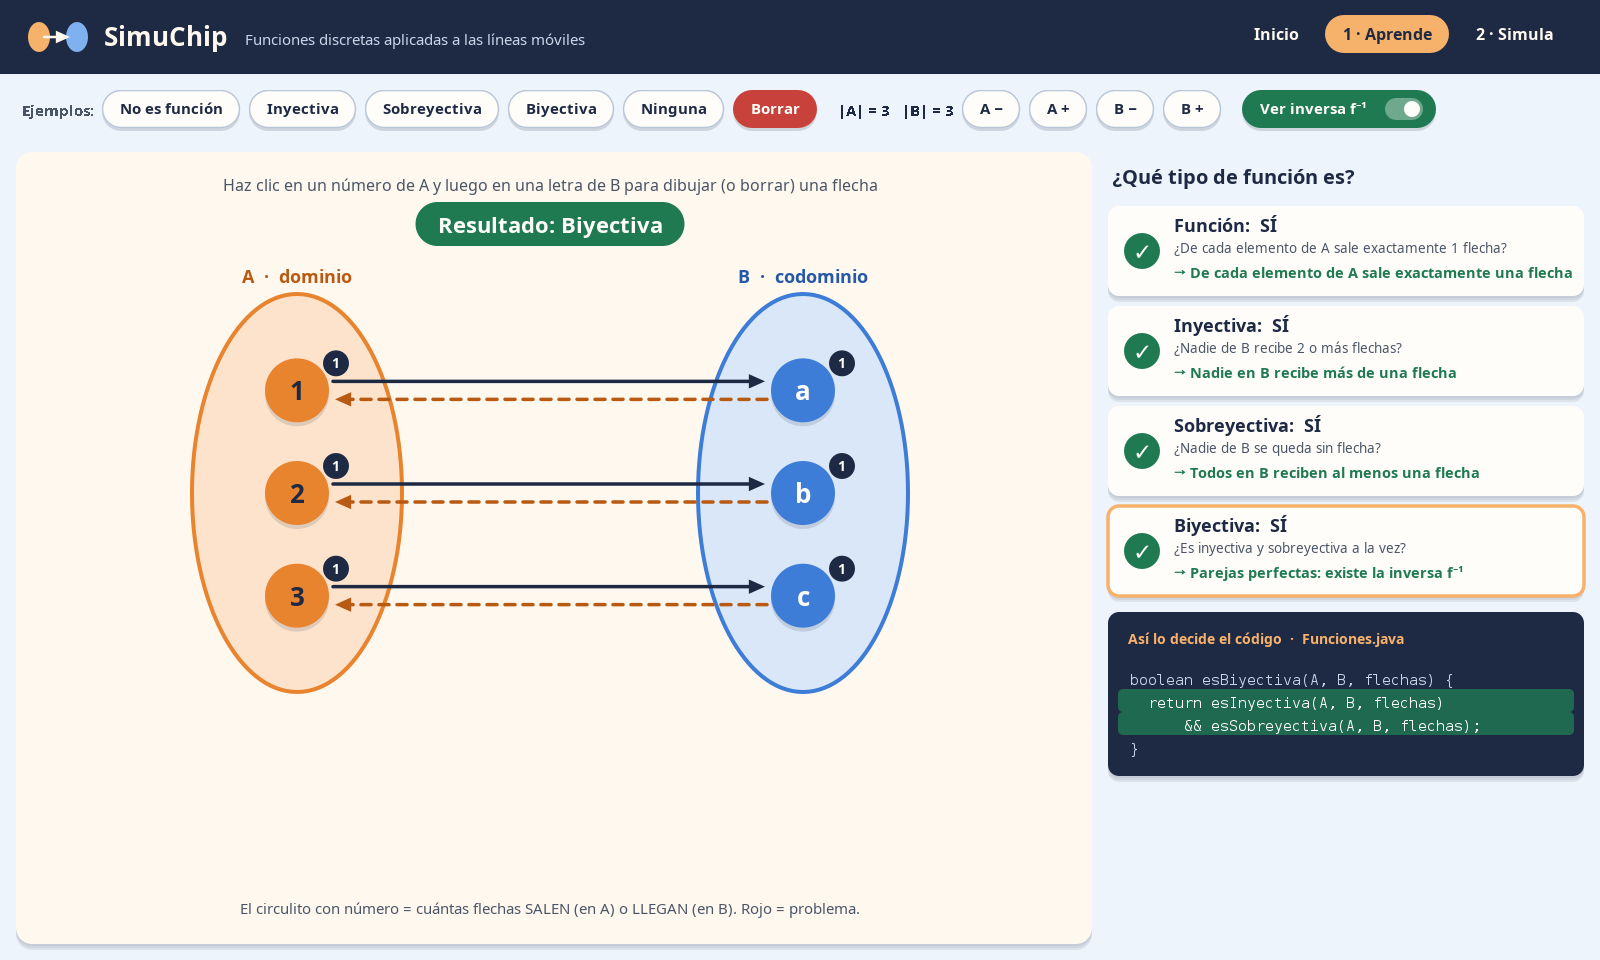 SimuChip Funciones discretas aplicadas a las líneas móviles
Inicio 1 · Aprende 2 · Simula
Ejemplos: No es función Inyectiva Sobreyectiva Biyectiva Ninguna Borrar |A| = 3 |B| = 3 A − A + B − B + Ver inversa f⁻¹
Haz clic en un número de A y luego en una letra de B para dibujar (o borrar) una flecha
Resultado: Biyectiva
A · dominio B · codominio
1 1 a 1
2 1 b 1
3 1 c 1
El circulito con número = cuántas flechas SALEN (en A) o LLEGAN (en B). Rojo = problema.
¿Qué tipo de función es?
✓ Función: SÍ
¿De cada elemento de A sale exactamente 1 flecha?
→ De cada elemento de A sale exactamente una flecha
✓ Inyectiva: SÍ
¿Nadie de B recibe 2 o más flechas?
→ Nadie en B recibe más de una flecha
✓ Sobreyectiva: SÍ
¿Nadie de B se queda sin flecha?
→ Todos en B reciben al menos una flecha
✓ Biyectiva: SÍ
¿Es inyectiva y sobreyectiva a la vez?
→ Parejas perfectas: existe la inversa f⁻¹
Así lo decide el código · Funciones.java
boolean esBiyectiva(A, B, flechas) {
return esInyectiva(A, B, flechas)
&& esSobreyectiva(A, B, flechas);
}